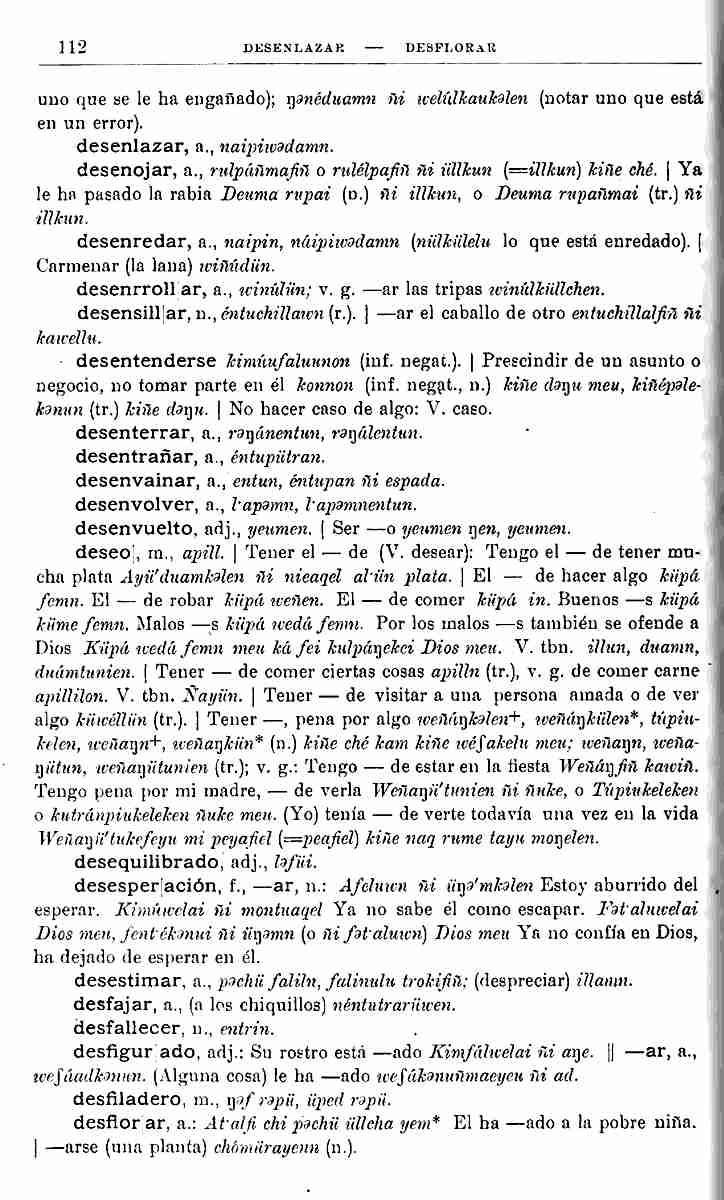 112 DESENLAZAR — DESFLORAR
uno que se le ha engañado); ŋənéduamn ñi welúlkaukəlen (notar uno que está
en un error).
desenlazar, a., naipiwədamn.
desenojar, a., rulpáñmafiñ o rulélpafiñ ñi üllkun (=illkun) kiñe ché. | Ya
le ha pasado la rabia Deuma rupai (n.) ñi illkun, o Deuma rupañmai (tr.) ñi
illkun.
desenredar, a., naipin, náipiwədamn (nülkülelu lo que está enredado). |
Carmenar (la lana) wiñúdün.
desenrroll|ar, a., winúlün; v. g. —ar las tripas winúlküllchen.
desensill|ar, n., éntuchillawn (r.). | —ar el caballo de otro entuchillalfiñ ñi
kawellu.
desentenderse kimúufaluunon (inf. negat.). | Prescindir de un asunto o
negocio, no tomar parte en él konnon (inf. negat., n.) kiñe dəŋu meu, kiñépəle-
kənun (tr.) kiñe dəŋu. | No hacer caso de algo: V. caso.
desenterrar, a., rəŋánentun, rəŋálentun.
desentrañar, a., éntupütran.
desenvainar, a., entun, éntupan ñi espada.
desenvolver, a., l·apəmn, l·apəmnentun.
desenvuelto, adj., yeumen. | Ser —o yeumen ŋen, yeumen.
deseo|, m., apill. | Tener el — de (V. desear): Tengo el — de tener mu-
cha plata Ayü'duamkəlen ñi nieaqel al·ün plata. | El — de hacer algo küpá
femn. El — de robar küpá weñen. El — de comer küpá in. Buenos —s küpá
küme femn. Malos —s küpá wedá femn. Por los malos —s también se ofende a
Dios Küpá wedá femn meu ká fei kulpáŋekei Dios meu. V. tbn. illun, duamn,
duámtunien. | Tener — de comer ciertas cosas apilln (tr.), v. g. de comer carne
apillilon. V. tbn. Ñayün. | Tener — de visitar a una persona amada o de ver
algo küwéllün (tr.). | Tener —, pena por algo weñáŋkəlen+, weñáŋkülen*, túpiu-
kelen, weñaŋn+, weñaŋkün* (n.) kiñe ché kam kiñe wéʃakelu meu; weñaŋn, weña-
ŋütun, weñaŋütunien (tr.); v. g.: Tengo — de estar en la fiesta Weñáŋfiñ kawiñ.
Tengo pena por mi madre, — de verla Weñaŋü'tunien ñi ñuke, o Túpiukeleken
o kutránpiukeleken ñuke meu. (Yo) tenía — de verte todavía una vez en la vida
Weñaŋü'tukefeyu mi peyafiel (=peafiel) kiñe naq rume tayu moŋelen.
desequilibrado, adj., ləfüi.
desesper|ación, f., —ar, n.: Afeluwn ñi üŋə'mkəlen Estoy aburrido del
esperar. Kimúwelai ñi montuaqel Ya no sabe él como escapar. Fət·aluwelai
Dios meu, fent·ékənui ñi üŋəmn (o ñi fət·aluwn) Dios meu Ya no confía en Dios,
ha dejado de esperar en él.
desestimar, a., pəchü faliln, falinulu trokifiñ; (despreciar) illamn.
desfajar, a., (a los chiquillos) néntutrarüwen.
desfallecer, n., entrin.
desfigur|ado, adj.: Su rostro está —ado Kimfálwelai ñi aŋe. || —ar, a.,
weʃáadkənun. (Alguna cosa) le ha —ado weʃákənuñmaeyeu ñi ad.
desfiladero, m., ŋəf rəpü, üped rəpü.
desflor|ar, a.: At·alfi chi pəchü üllcha yem* El ha —ado a la pobre niña.
| —arse (una planta) chómürayenn (n.).